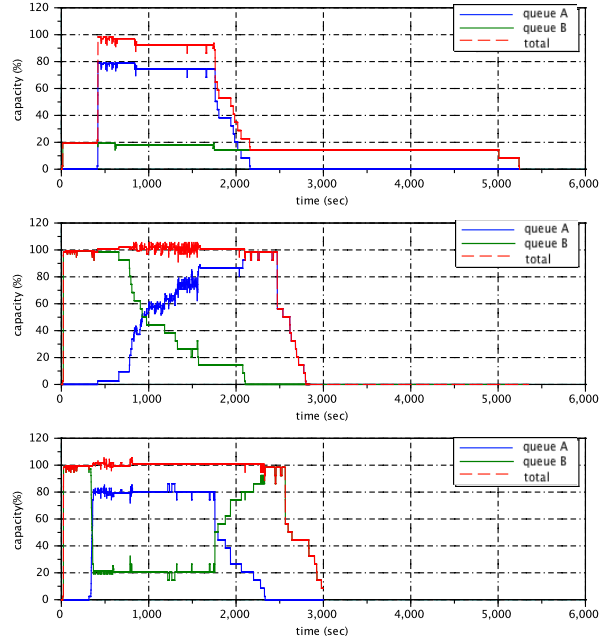 120
100
80
60
40
20
0
capacity (%)
queue A
queue B
total
0
1,000
2,000
3,000
4,000
5,000
6,000
time (sec)
120
100
80
60
40
20
0
capacity (%)
queue A
queue B
total
0
1,000
2,000
3,000
4,000
5,000
6,000
time (sec)
120
100
80
60
40
20
0
capacity(%)
queue A
queue B
total
0
1,000
2,000
3,000
4,000
5,000
6,000
time (sec)